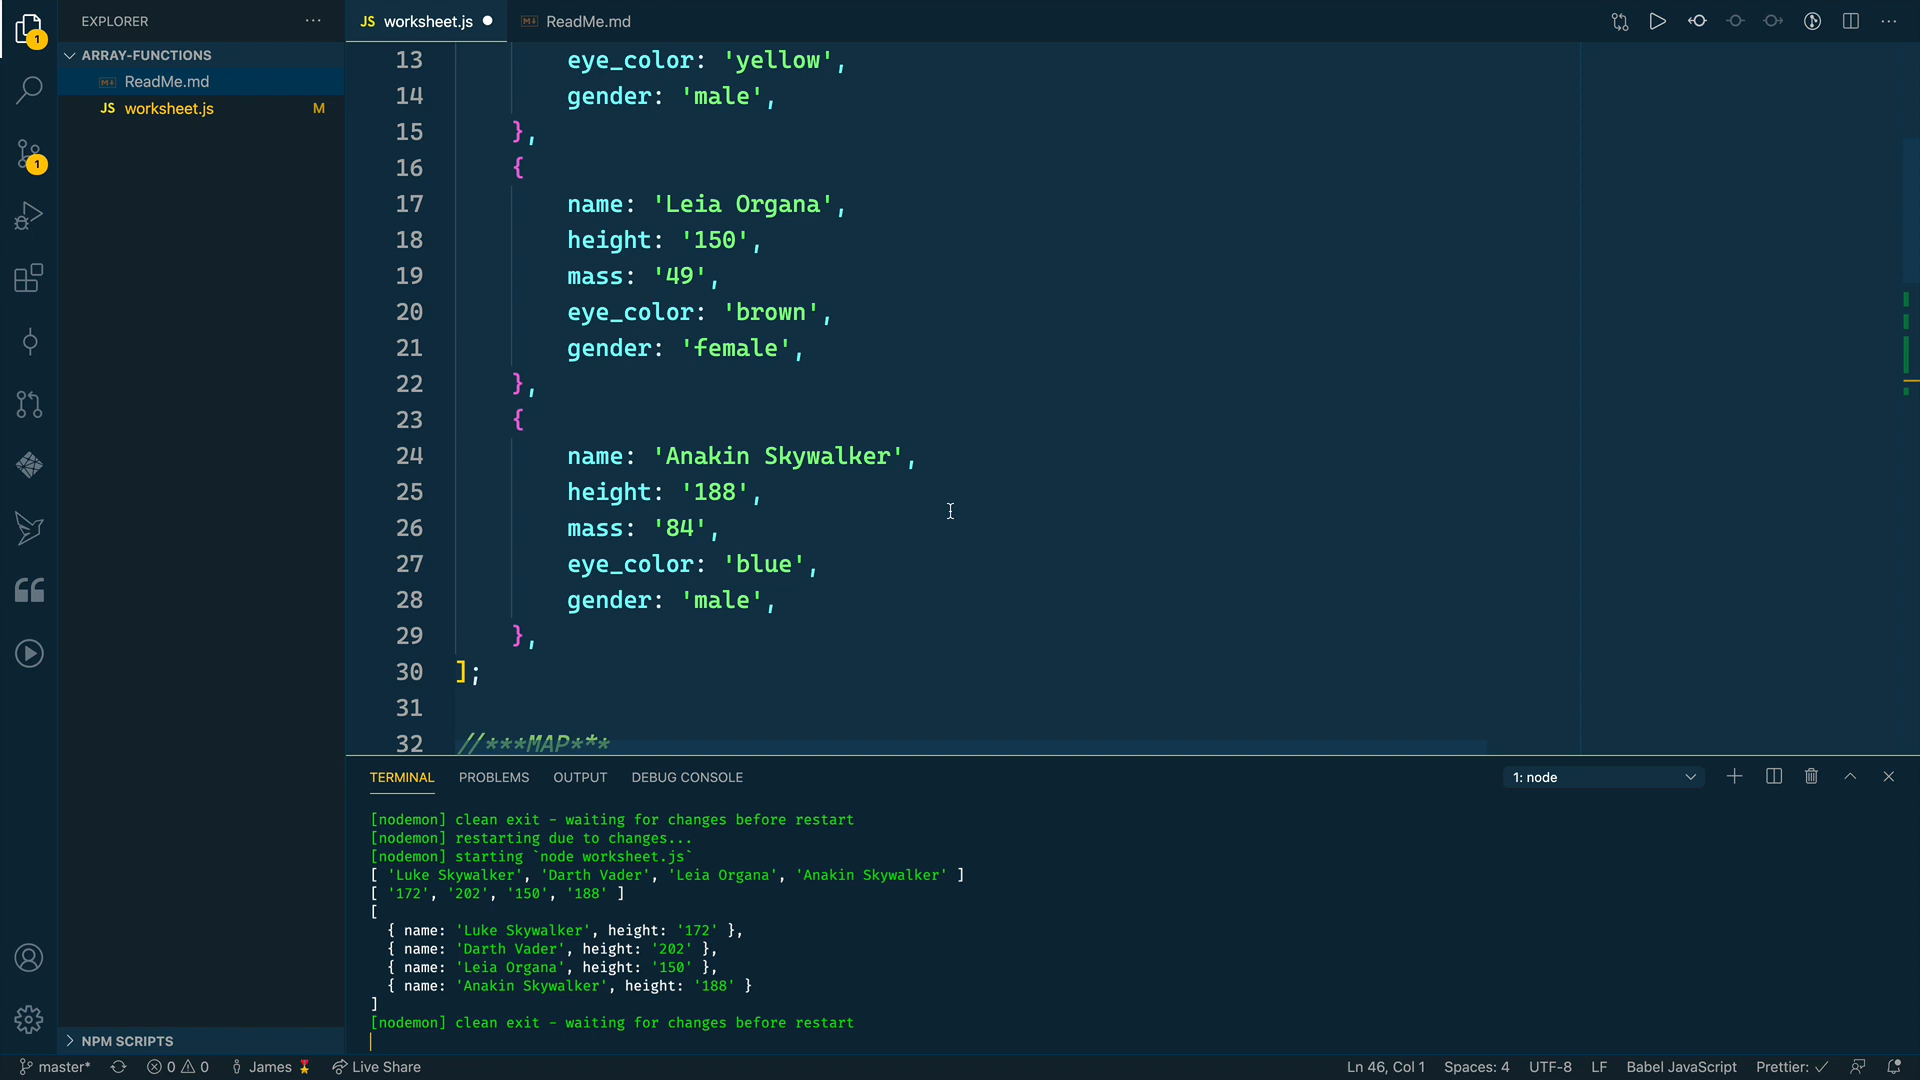 EXPLORER
ARRAY-FUNCTIONS
ReadMe.md
JS worksheet.js M
NPM SCRIPTS
1
1
JS worksheet.js ReadMe.md
13 eye_color: 'yellow',
14 gender: 'male',
15 },
16 {
17 name: 'Leia Organa',
18 height: '150',
19 mass: '49',
20 eye_color: 'brown',
21 gender: 'female',
22 },
23 {
24 name: 'Anakin Skywalker',
25 height: '188',
26 mass: '84',
27 eye_color: 'blue',
28 gender: 'male',
29 },
30 ];
31
32 //***MAP***
TERMINAL PROBLEMS OUTPUT DEBUG CONSOLE 1: node
[nodemon] clean exit - waiting for changes before restart
[nodemon] restarting due to changes...
[nodemon] starting `node worksheet.js`
[ 'Luke Skywalker', 'Darth Vader', 'Leia Organa', 'Anakin Skywalker' ]
[ '172', '202', '150', '188' ]
[
{ name: 'Luke Skywalker', height: '172' },
{ name: 'Darth Vader', height: '202' },
{ name: 'Leia Organa', height: '150' },
{ name: 'Anakin Skywalker', height: '188' }
]
[nodemon] clean exit - waiting for changes before restart
master* 0 0 James Live Share Ln 46, Col 1 Spaces: 4 UTF-8 LF Babel JavaScript Prettier: ✓